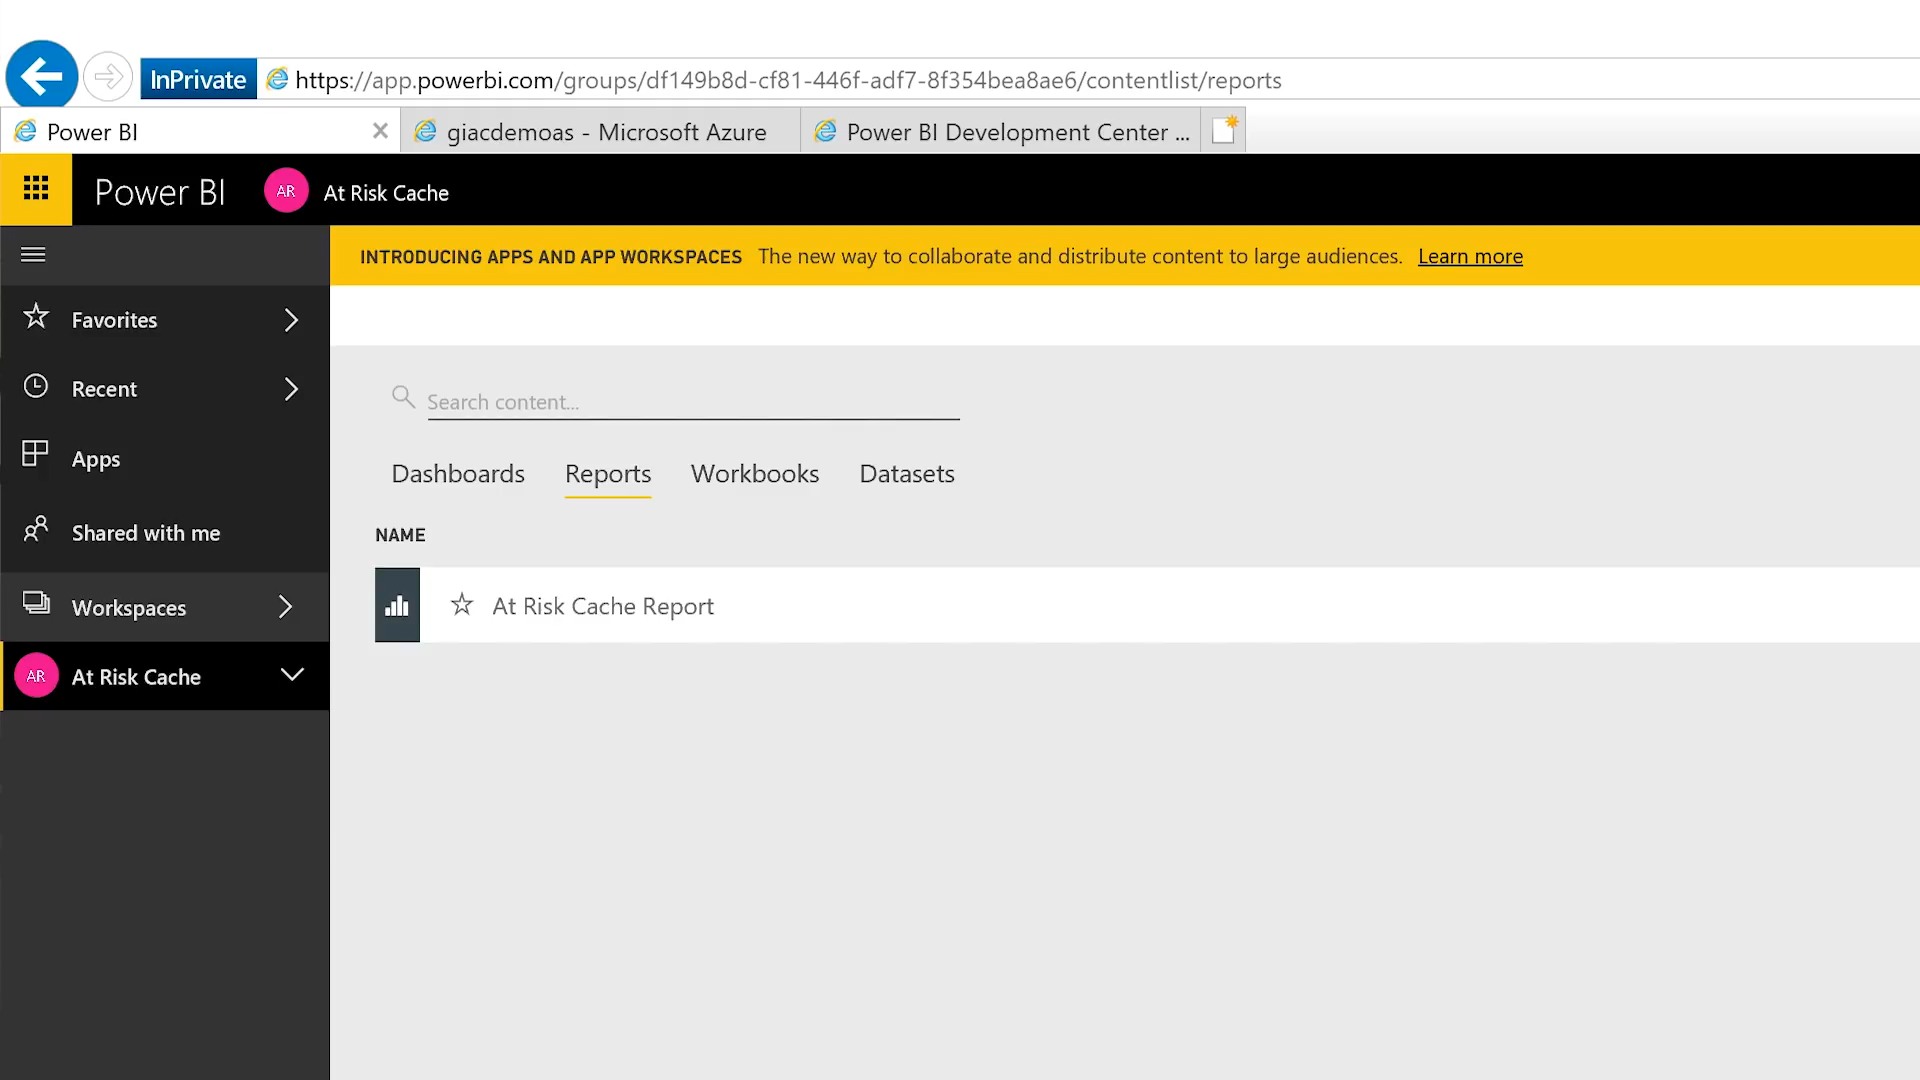 InPrivate https://app.powerbi.com/groups/df149b8d-cf81-446f-adf7-8f354bea8ae6/contentlist/reports
Power BI giacdemoas - Microsoft Azure Power BI Development Center ...
Power BI AR At Risk Cache
INTRODUCING APPS AND APP WORKSPACES The new way to collaborate and distribute content to large audiences. Learn more
Favorites
Recent
Apps
Shared with me
Workspaces
AR At Risk Cache
Search content...
Dashboards Reports Workbooks Datasets
NAME
At Risk Cache Report